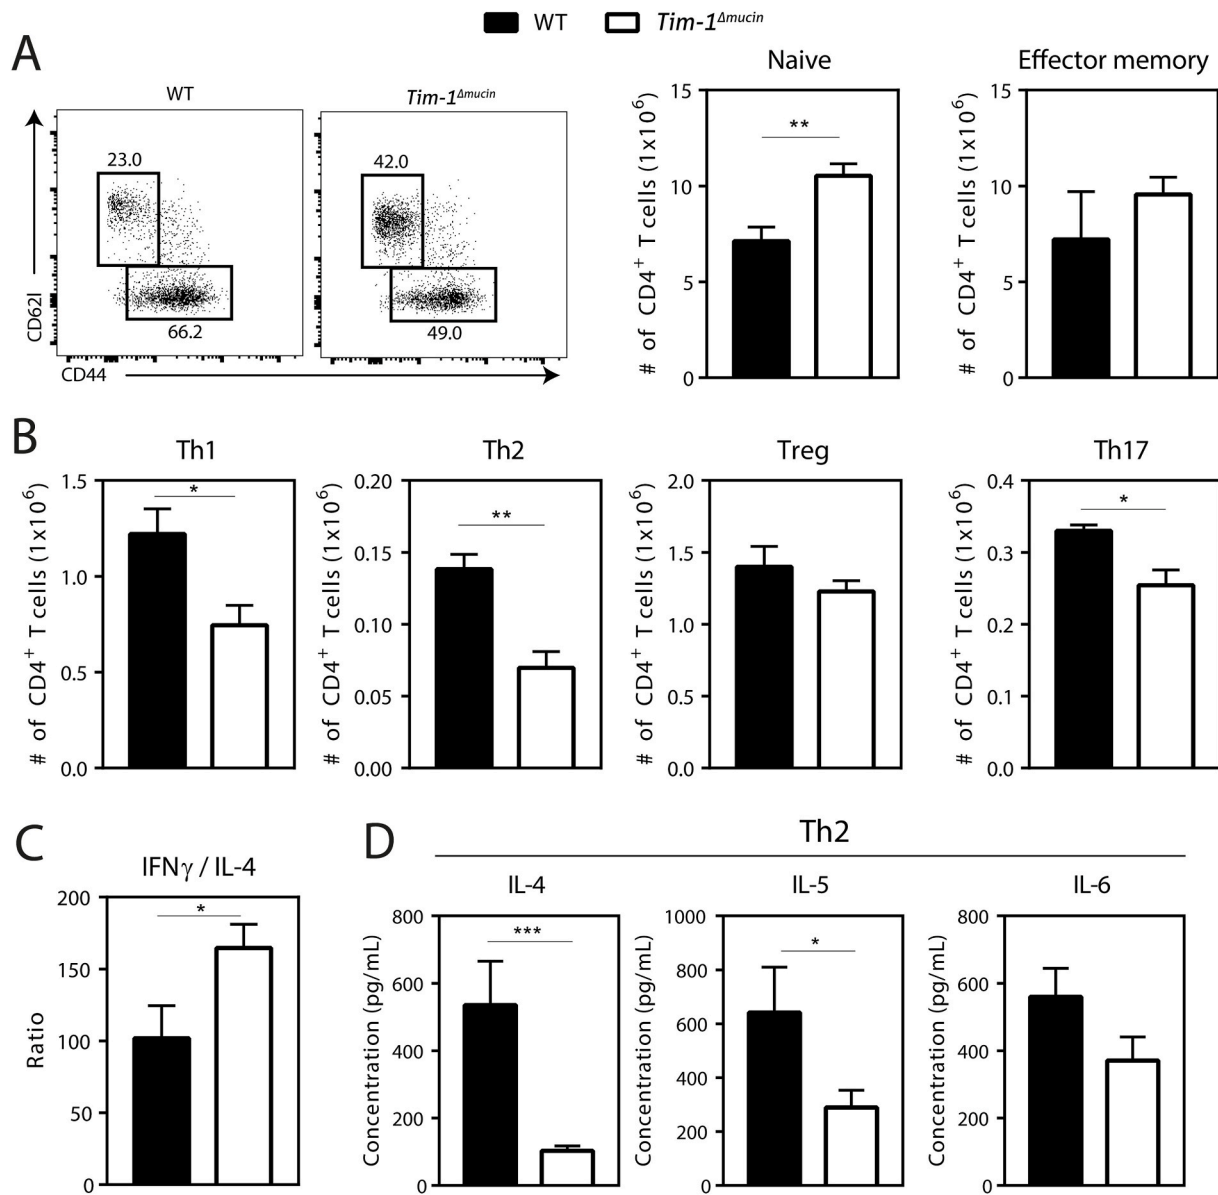 WT Tim-1Δmucin
A
WT
Tim-1Δmucin
23.0
66.2
42.0
49.0
CD62l
CD44
Naive
# of CD4+ T cells (1x10⁶)
15
10
5
0
**
Effector memory
# of CD4+ T cells (1x10⁶)
15
10
5
0
B
Th1
# of CD4+ T cells (1x10⁶)
1.5
1.0
0.5
0.0
*
Th2
# of CD4+ T cells (1x10⁶)
0.20
0.15
0.10
0.05
0.00
**
Treg
# of CD4+ T cells (1x10⁶)
2.0
1.5
1.0
0.5
0.0
Th17
# of CD4+ T cells (1x10⁶)
0.4
0.3
0.2
0.1
0.0
*
C
IFNγ / IL-4
Ratio
200
150
100
50
0
*
D
Th2
IL-4
Concentration (pg/mL)
800
600
400
200
0
***
IL-5
Concentration (pg/mL)
1000
800
600
400
200
0
*
IL-6
Concentration (pg/mL)
800
600
400
200
0